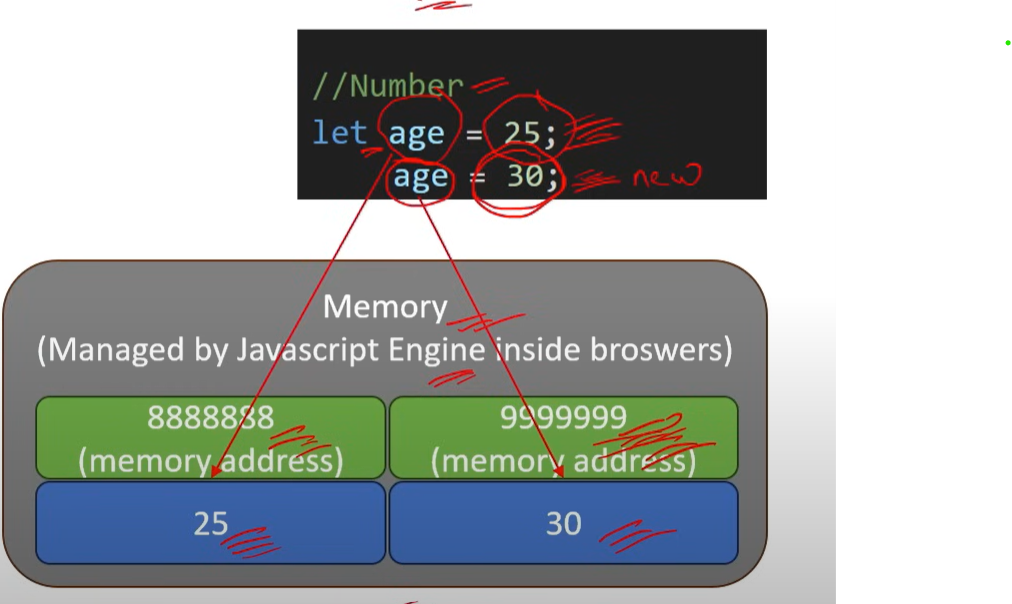 //Number
let age = 25;
age = 30; new
Memory
(Managed by Javascript Engine inside broswers)
8888888
(memory address)
9999999
(memory address)
25
30